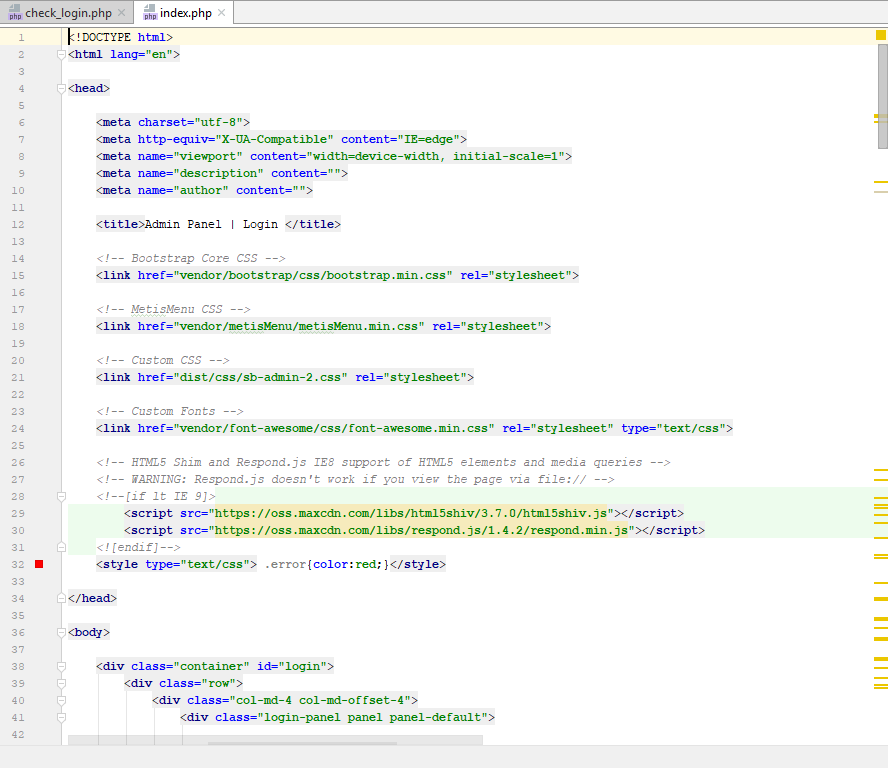 check_login.php index.php
1 <!DOCTYPE html>
2 <html lang="en">
3
4 <head>
5
6 <meta charset="utf-8">
7 <meta http-equiv="X-UA-Compatible" content="IE=edge">
8 <meta name="viewport" content="width=device-width, initial-scale=1">
9 <meta name="description" content="">
10 <meta name="author" content="">
11
12 <title>Admin Panel | Login </title>
13
14 <!-- Bootstrap Core CSS -->
15 <link href="vendor/bootstrap/css/bootstrap.min.css" rel="stylesheet">
16
17 <!-- MetisMenu CSS -->
18 <link href="vendor/metisMenu/metisMenu.min.css" rel="stylesheet">
19
20 <!-- Custom CSS -->
21 <link href="dist/css/sb-admin-2.css" rel="stylesheet">
22
23 <!-- Custom Fonts -->
24 <link href="vendor/font-awesome/css/font-awesome.min.css" rel="stylesheet" type="text/css">
25
26 <!-- HTML5 Shim and Respond.js IE8 support of HTML5 elements and media queries -->
27 <!-- WARNING: Respond.js doesn't work if you view the page via file:// -->
28 <!--[if lt IE 9]>
29 <script src="https://oss.maxcdn.com/libs/html5shiv/3.7.0/html5shiv.js"></script>
30 <script src="https://oss.maxcdn.com/libs/respond.js/1.4.2/respond.min.js"></script>
31 <![endif]-->
32 <style type="text/css"> .error{color:red;}</style>
33
34 </head>
35
36 <body>
37
38 <div class="container" id="login">
39 <div class="row">
40 <div class="col-md-4 col-md-offset-4">
41 <div class="login-panel panel panel-default">
42